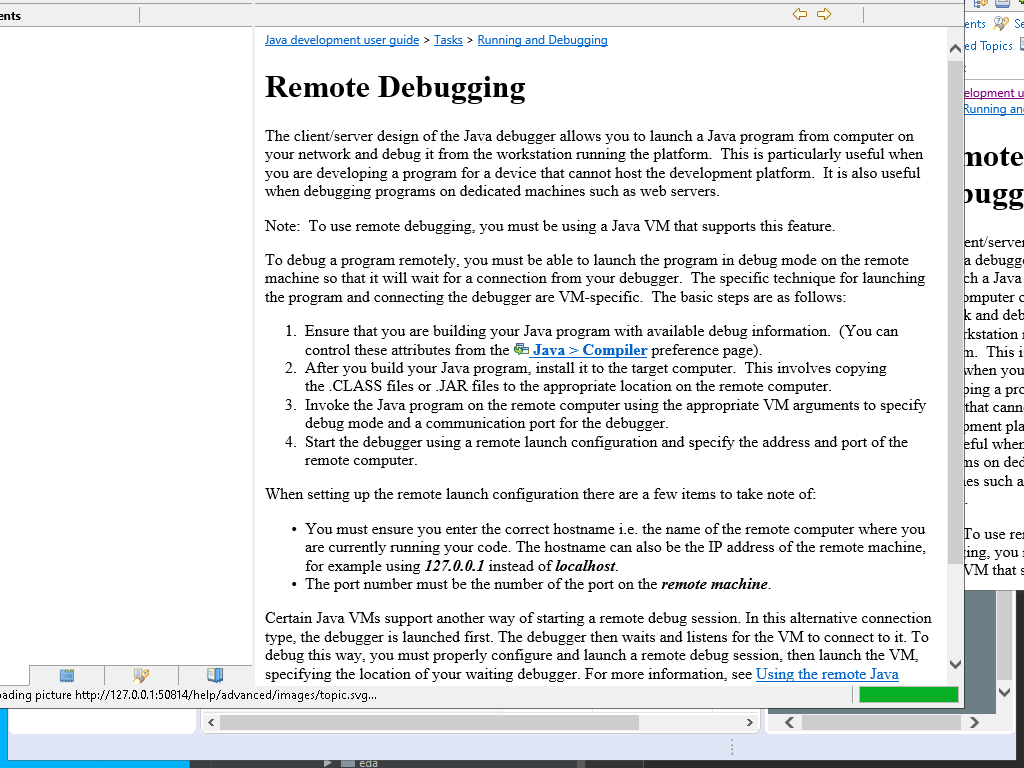 ents
Java development user guide > Tasks > Running and Debugging
Remote Debugging
The client/server design of the Java debugger allows you to launch a Java program from computer on
your network and debug it from the workstation running the platform.  This is particularly useful when
you are developing a program for a device that cannot host the development platform.  It is also useful
when debugging programs on dedicated machines such as web servers.
Note:  To use remote debugging, you must be using a Java VM that supports this feature.
To debug a program remotely, you must be able to launch the program in debug mode on the remote
machine so that it will wait for a connection from your debugger.  The specific technique for launching
the program and connecting the debugger are VM-specific.  The basic steps are as follows:
1. Ensure that you are building your Java program with available debug information.  (You can
control these attributes from the Java > Compiler preference page).
2. After you build your Java program, install it to the target computer.  This involves copying
the .CLASS files or .JAR files to the appropriate location on the remote computer.
3. Invoke the Java program on the remote computer using the appropriate VM arguments to specify
debug mode and a communication port for the debugger.
4. Start the debugger using a remote launch configuration and specify the address and port of the
remote computer.
When setting up the remote launch configuration there are a few items to take note of:
• You must ensure you enter the correct hostname i.e. the name of the remote computer where you
are currently running your code. The hostname can also be the IP address of the remote machine,
for example using 127.0.0.1 instead of localhost.
• The port number must be the number of the port on the remote machine.
Certain Java VMs support another way of starting a remote debug session. In this alternative connection
type, the debugger is launched first. The debugger then waits and listens for the VM to connect to it. To
debug this way, you must properly configure and launch a remote debug session, then launch the VM,
specifying the location of your waiting debugger. For more information, see Using the remote Java
oading picture http://127.0.0.1:50814/help/advanced/images/topic.svg...
ents Se
ed Topics
elopment u
Running an
mote
bugg
ent/server
a debugge
ch a Java
omputer o
k and deb
rkstation r
m.  This i
when you
ping a pro
that cann
pment pla
eful when
ms on ded
es such a
.
To use re
ging, you
VM that s
eda